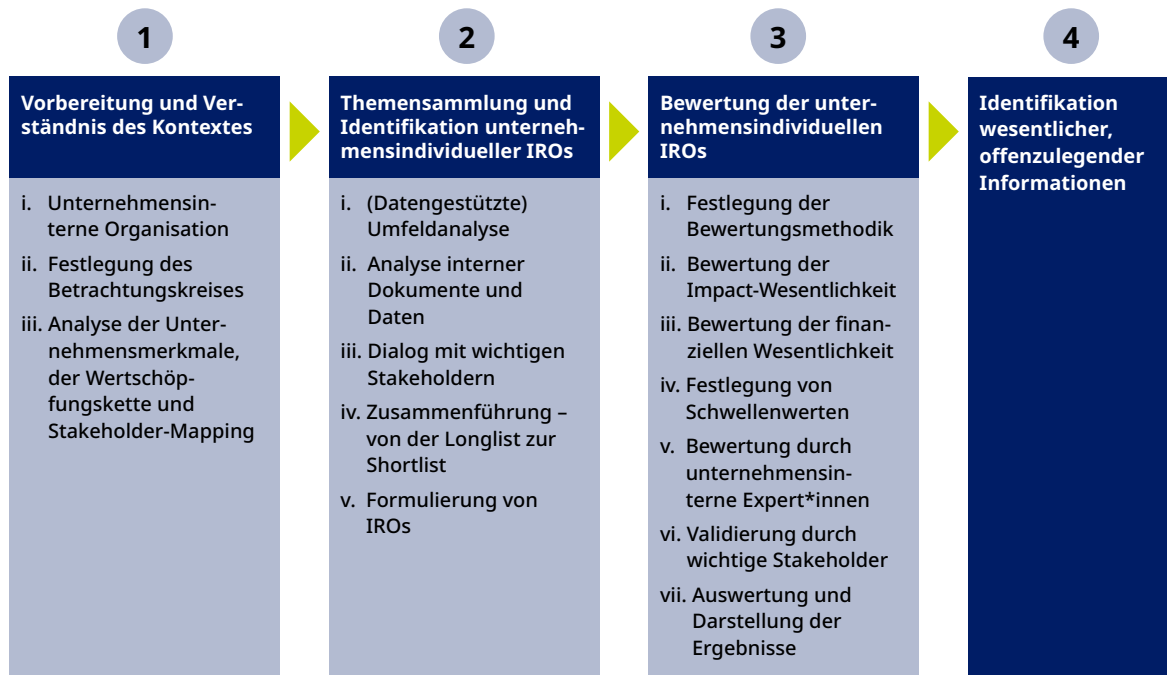 1
Vorbereitung und Ver-
ständnis des Kontextes
i. Unternehmensin-
terne Organisation
ii. Festlegung des
Betrachtungskreises
iii. Analyse der Unter-
nehmensmerkmale,
der Wertschöp-
fungskette und
Stakeholder-Mapping
2
Themensammlung und
Identifikation unterneh-
mensindividueller IROs
i. (Datengestützte)
Umfeldanalyse
ii. Analyse interner
Dokumente und
Daten
iii. Dialog mit wichtigen
Stakeholdern
iv. Zusammenführung –
von der Longlist zur
Shortlist
v. Formulierung von
IROs
3
Bewertung der unter-
nehmensindividuellen
IROs
i. Festlegung der
Bewertungsmethodik
ii. Bewertung der
Impact-Wesentlichkeit
iii. Bewertung der finan-
ziellen Wesentlichkeit
iv. Festlegung von
Schwellenwerten
v. Bewertung durch
unternehmensin-
terne Expert*innen
vi. Validierung durch
wichtige Stakeholder
vii. Auswertung und
Darstellung der
Ergebnisse
4
Identifikation
wesentlicher,
offenzulegender
Informationen